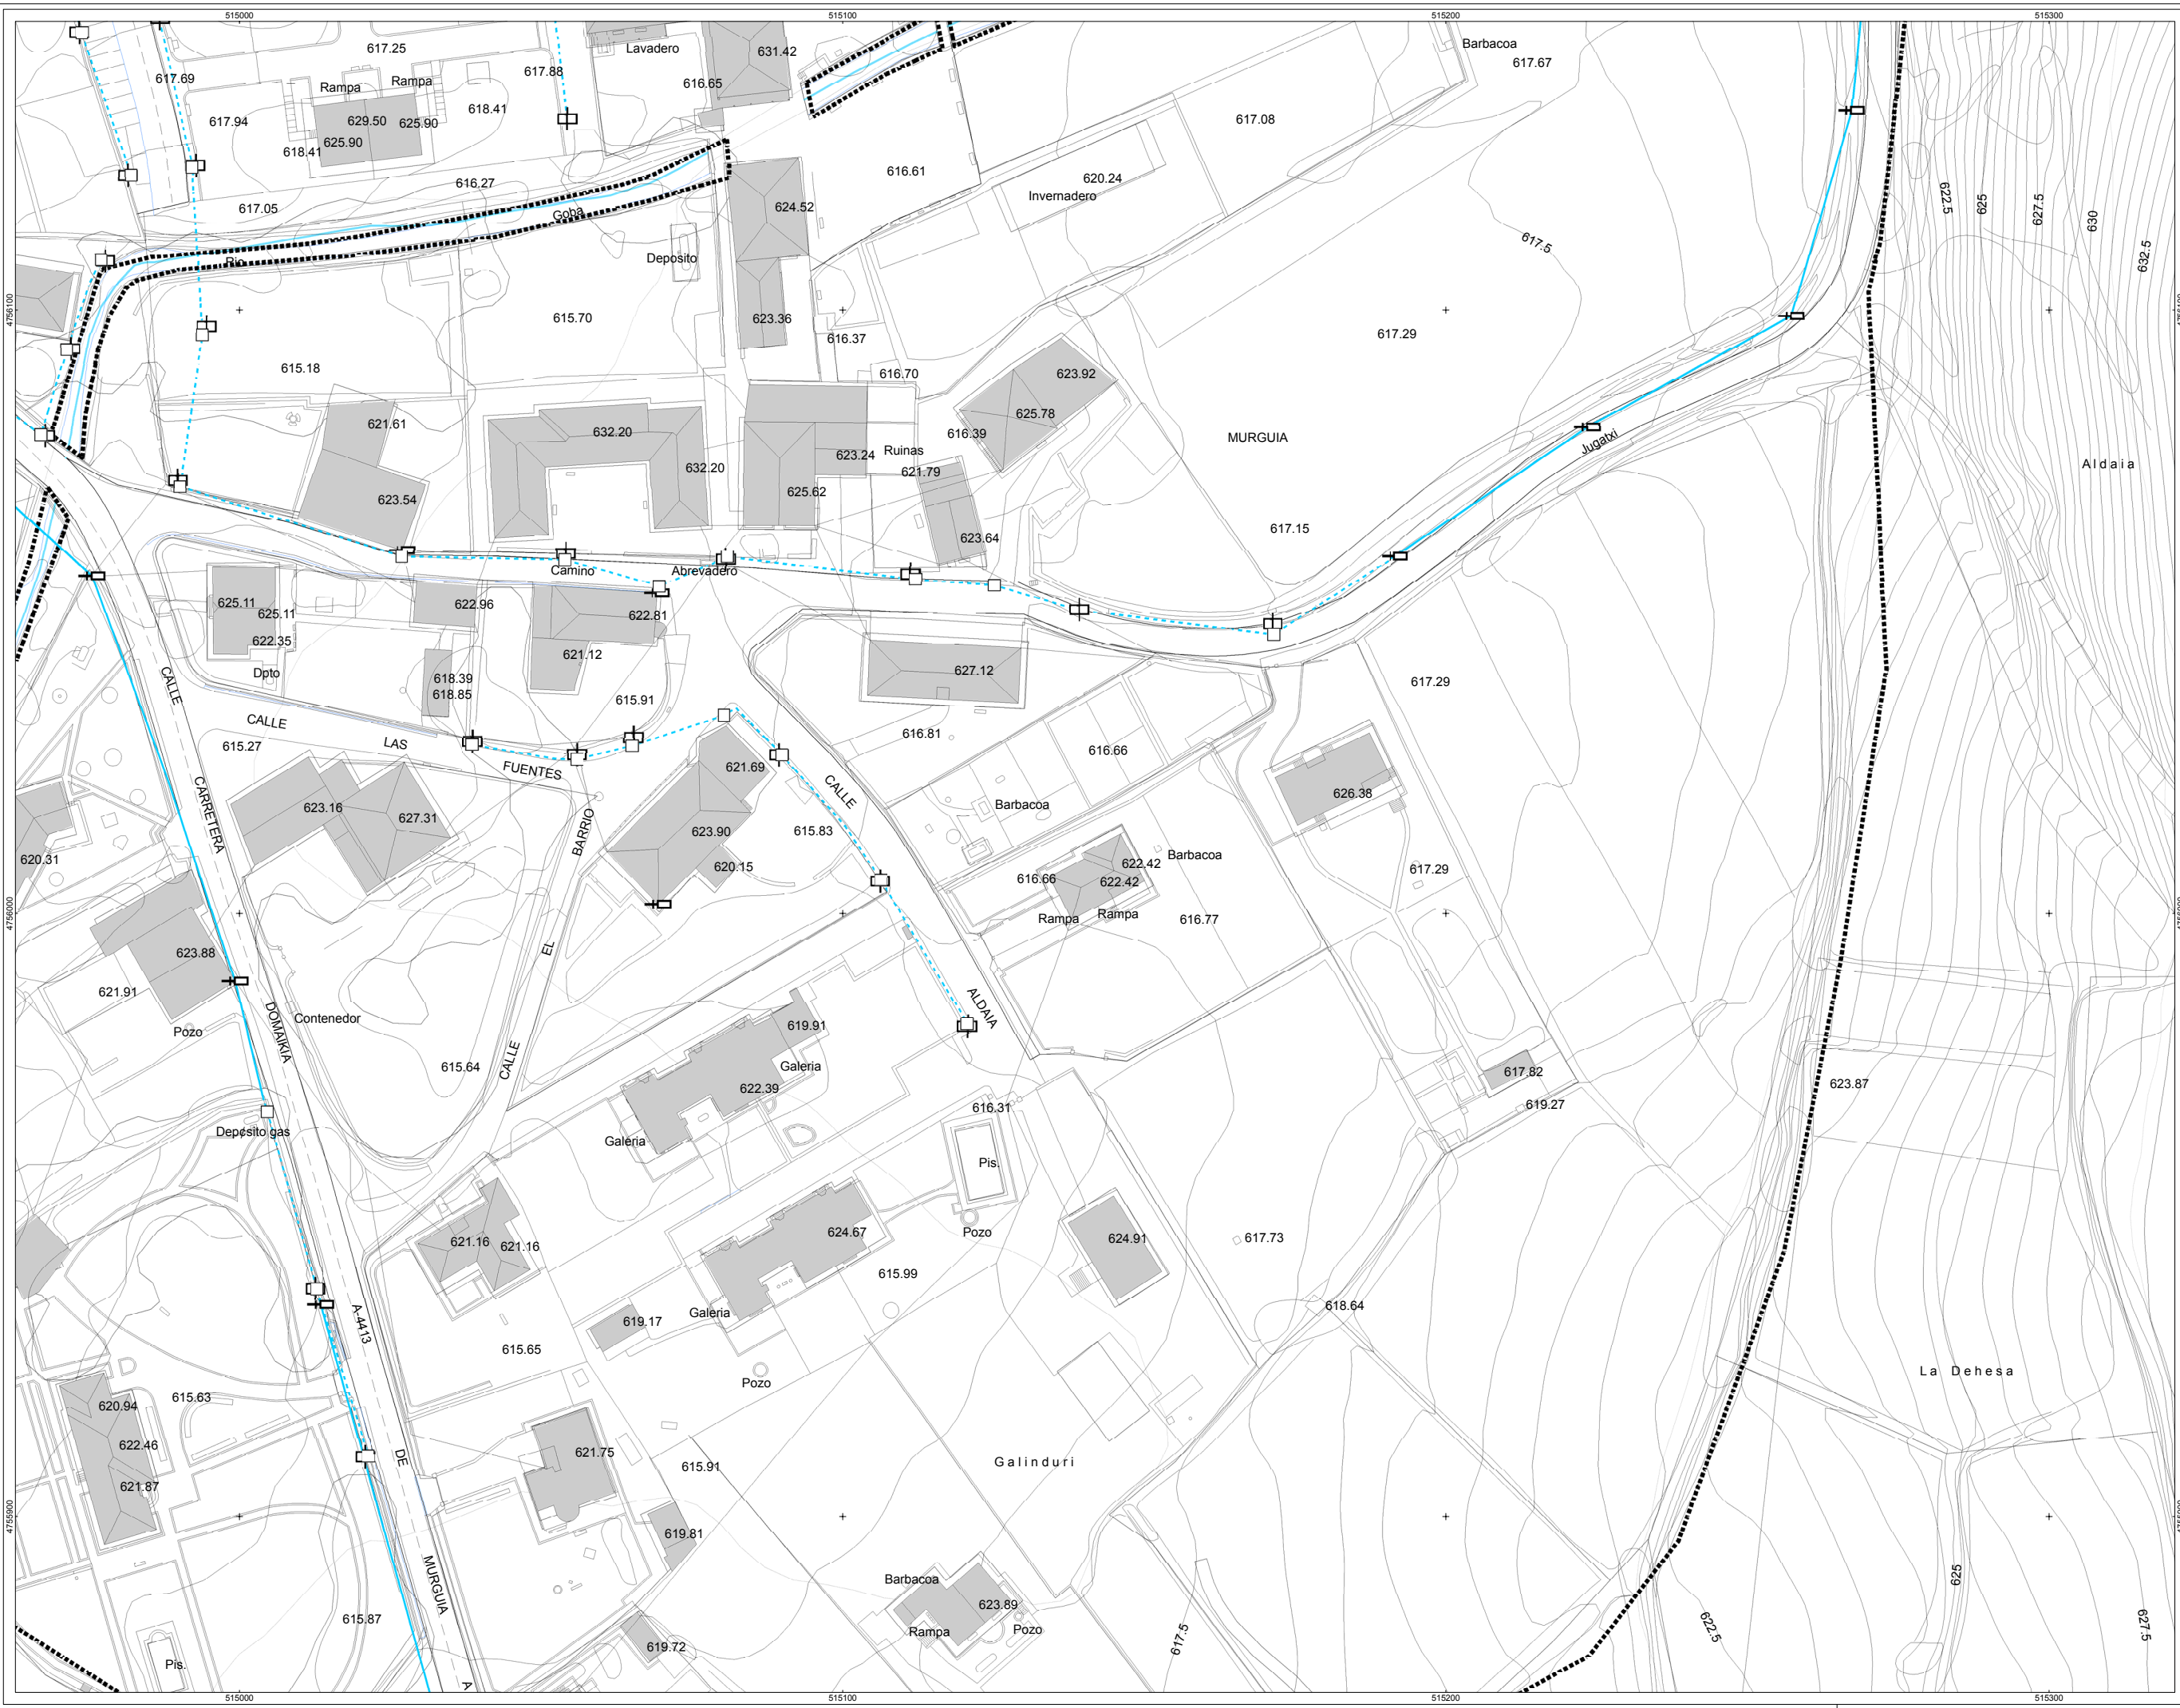 515000 515100 515200 515300
617.25 Lavadero 631.42 Barbacoa
617.69 617.88 616.65 617.67
Rampa Rampa
617.94 629.50 625.90 618.41 617.08
618.41 625.90
616.61
616.27 620.24
617.05 Goba 624.52 Invernadero 622.5 625 627.5 630 632.5
617.5
Rio Deposito
4756100 615.70 623.36 616.37 617.29 4756100
615.18 616.70 623.92
621.61 632.20 625.78
616.39 MURGUIA Jugatxi
632.20 623.24 Ruinas Aldaia
621.79
623.54 625.62
623.64 617.15
Camino Abrevadero
625.11 625.11 622.96 622.81
622.35 621.12 627.12
Dpto 618.39
618.85 615.91 617.29
CALLE
CALLE LAS FUENTES
615.27 616.81 616.66
621.69
CARRETERA 623.16 627.31 BARRIO CALLE Barbacoa 626.38
623.90 615.83
620.31 620.15 622.42 Barbacoa
616.66 622.42 617.29
4756000 Rampa Rampa 616.77 4756000
623.88 EL
621.91
Pozo Contenedor DOMAIKIA 619.91 ALDAIA
615.64 CALLE Galeria 617.82 623.87
622.39
616.31 619.27
Deposito gas Galeria
Pis.
621.16 621.16 624.67 Pozo 624.91 617.73
615.99
A-4413 619.17 Galeria 618.64
615.65
La Dehesa
Pozo
615.63
620.94
622.46 DE 621.75 615.91 Galinduri
621.87
4755900 619.81 4755900
MURGUIA Barbacoa 625
615.87 623.89
619.72 Rampa Pozo 617.5 622.5 627.5
Pis. A
515000 515100 515200 515300